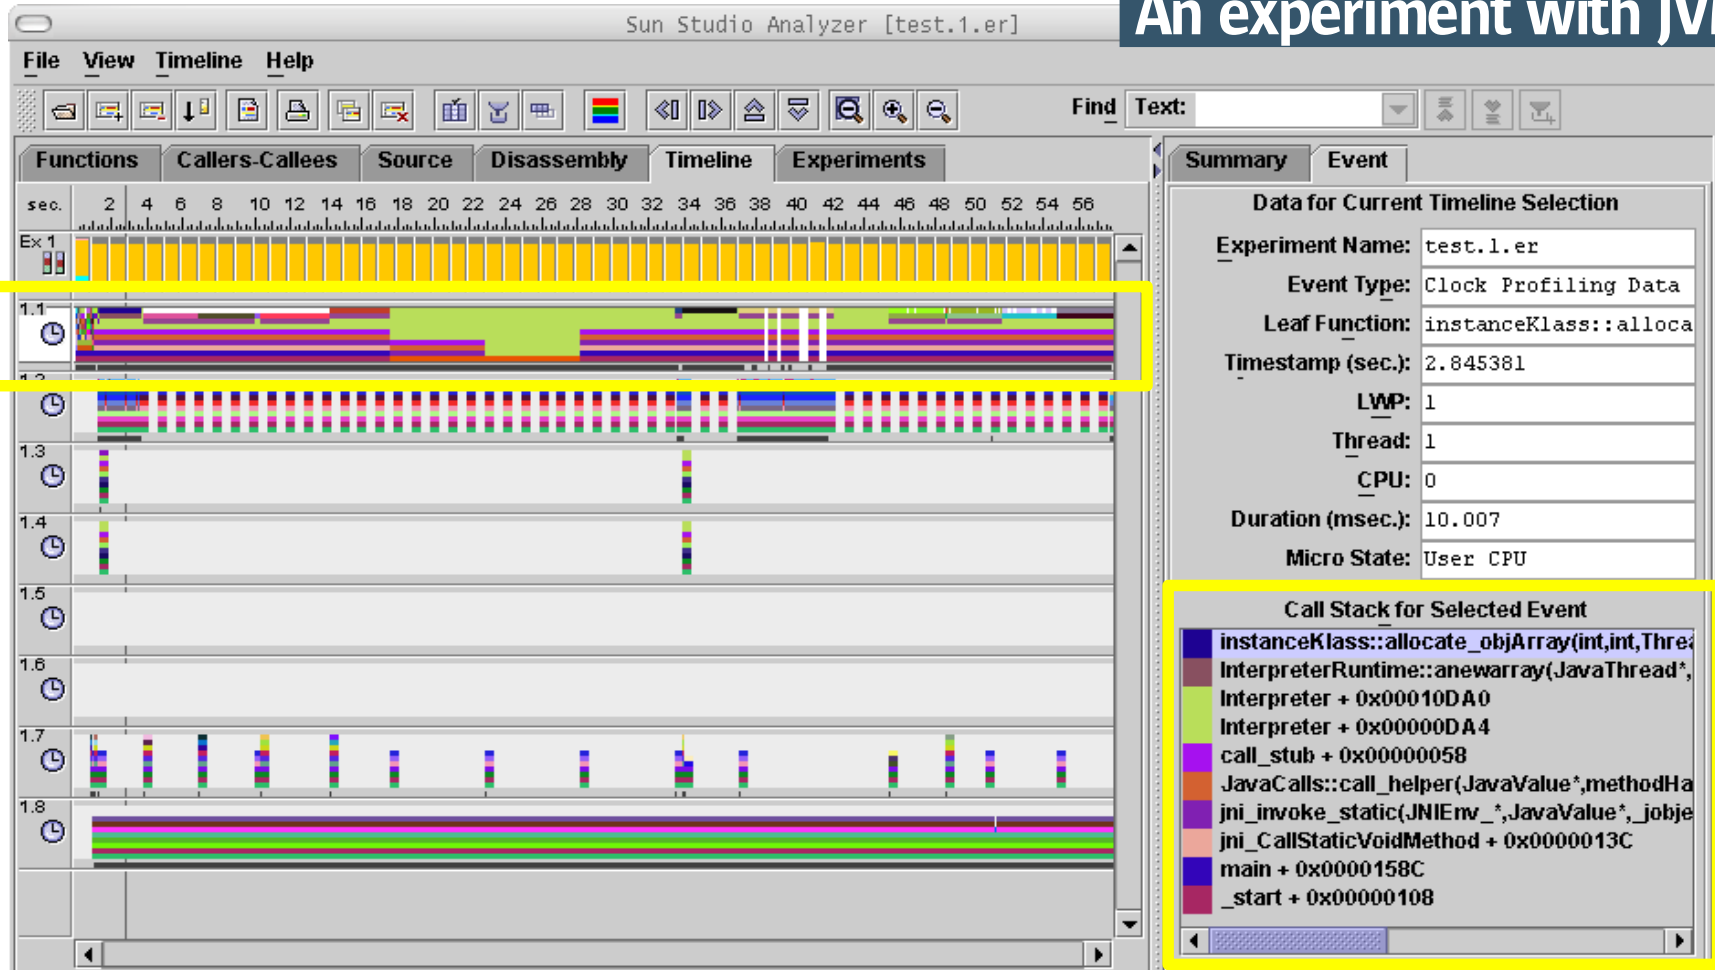 An experiment with JV
Sun Studio Analyzer [test.1.er]
File View Timeline Help
Find Text:
Functions Callers-Callees Source Disassembly Timeline Experiments
Summary Event
sec. 2 4 6 8 10 12 14 16 18 20 22 24 26 28 30 32 34 36 38 40 42 44 46 48 50 52 54 56
Ex 1
1.1
1.3
1.4
1.5
1.6
1.7
1.8
Data for Current Timeline Selection
Experiment Name: test.1.er
Event Type: Clock Profiling Data
Leaf Function: instanceKlass::alloca
Timestamp (sec.): 2.845381
LWP: 1
Thread: 1
CPU: 0
Duration (msec.): 10.007
Micro State: User CPU
Call Stack for Selected Event
instanceKlass::allocate_objArray(int,int,Threa
InterpreterRuntime::anewarray(JavaThread*,
Interpreter + 0x00010DA0
Interpreter + 0x00000DA4
call_stub + 0x00000058
JavaCalls::call_helper(JavaValue*,methodHa
jni_invoke_static(JNIEnv_*,JavaValue*,_jobje
jni_CallStaticVoidMethod + 0x0000013C
main + 0x0000158C
_start + 0x00000108